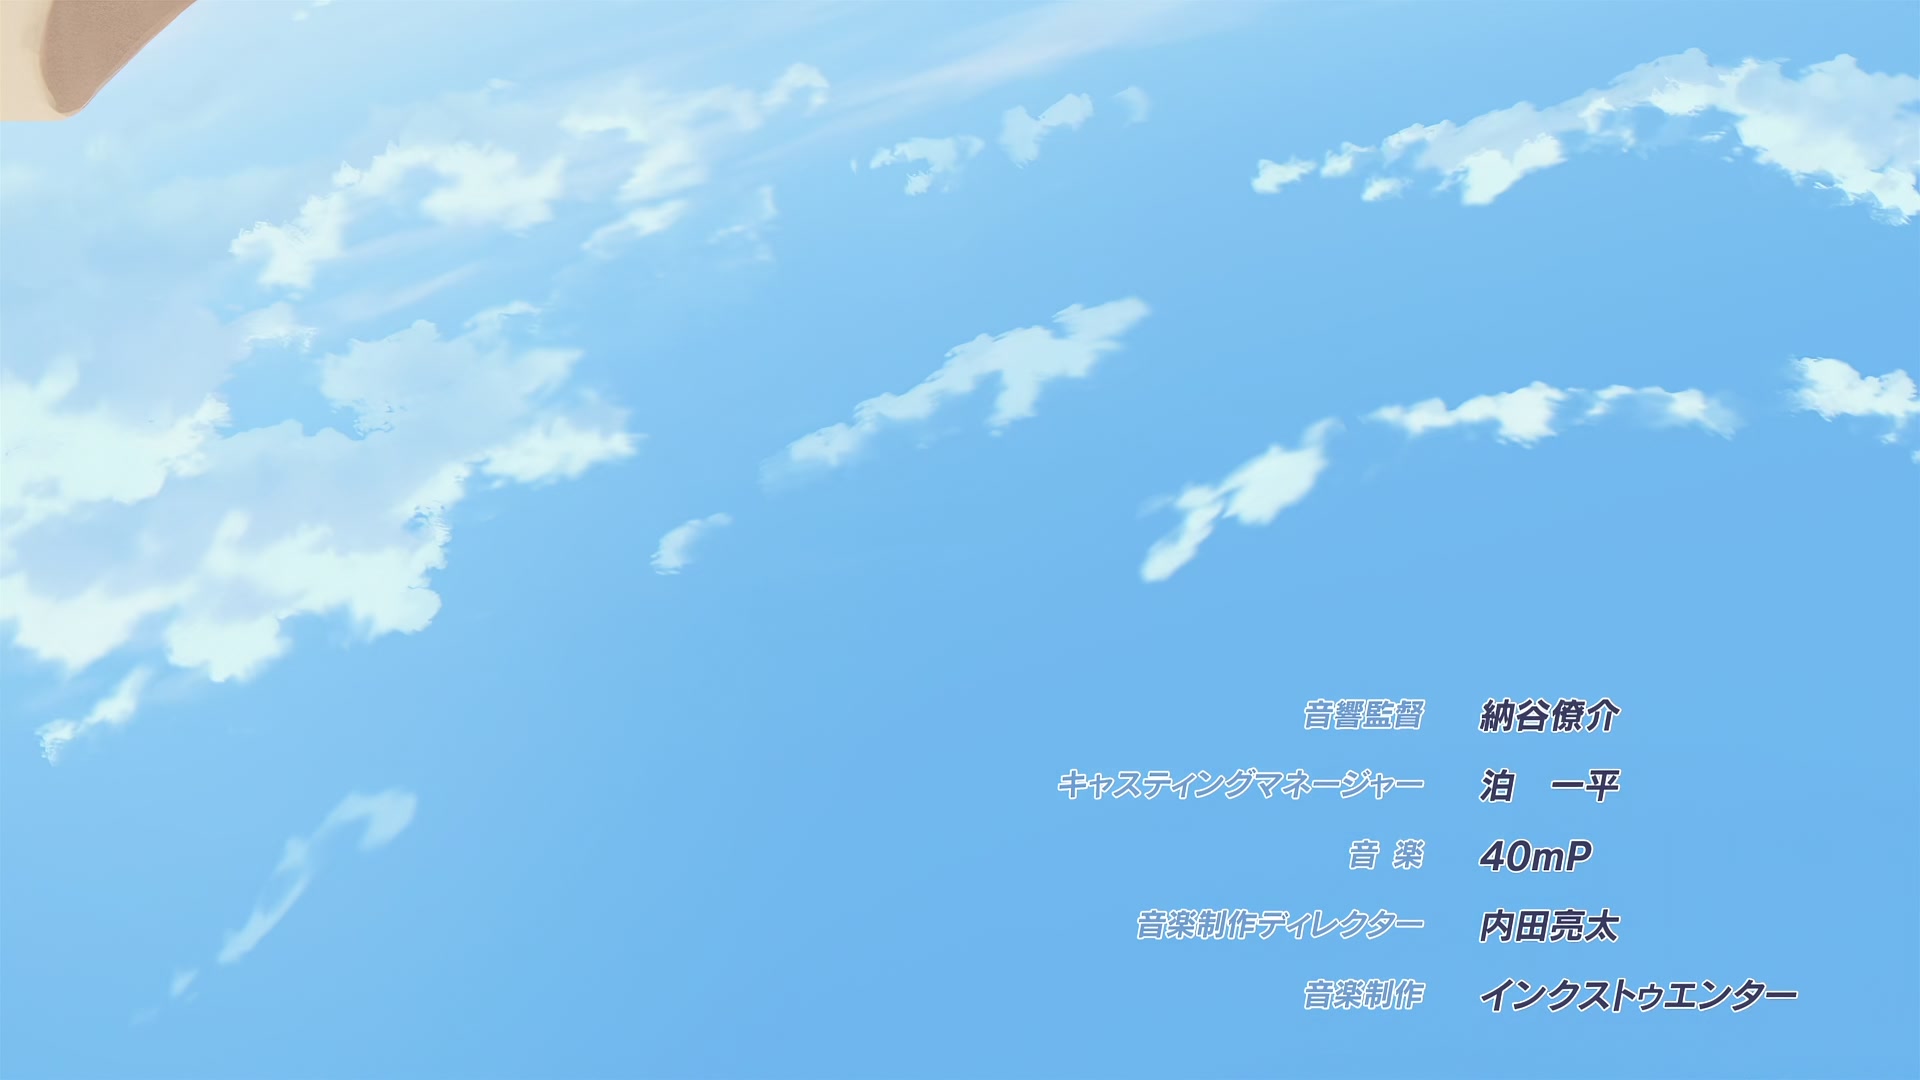 音響監督 納谷僚介
キャスティングマネージャー 泊 一平
音 楽 40mP
音楽制作ディレクター 内田亮太
音楽制作 インクストゥエンター